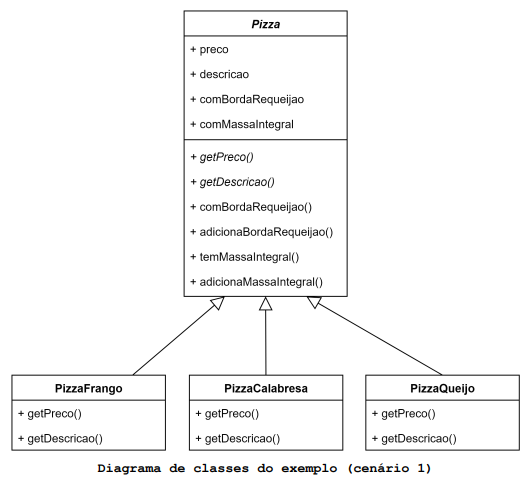 Pizza
+ preco
+ descricao
+ comBordaRequeijao
+ comMassaIntegral
+ getPreco()
+ getDescricao()
+ comBordaRequeijao()
+ adicionaBordaRequeijao()
+ temMassaIntegral()
+ adicionaMassaIntegral()
PizzaFrango
+ getPreco()
+ getDescricao()
PizzaCalabresa
+ getPreco()
+ getDescricao()
PizzaQueijo
+ getPreco()
+ getDescricao()
Diagrama de classes do exemplo (cenário 1)